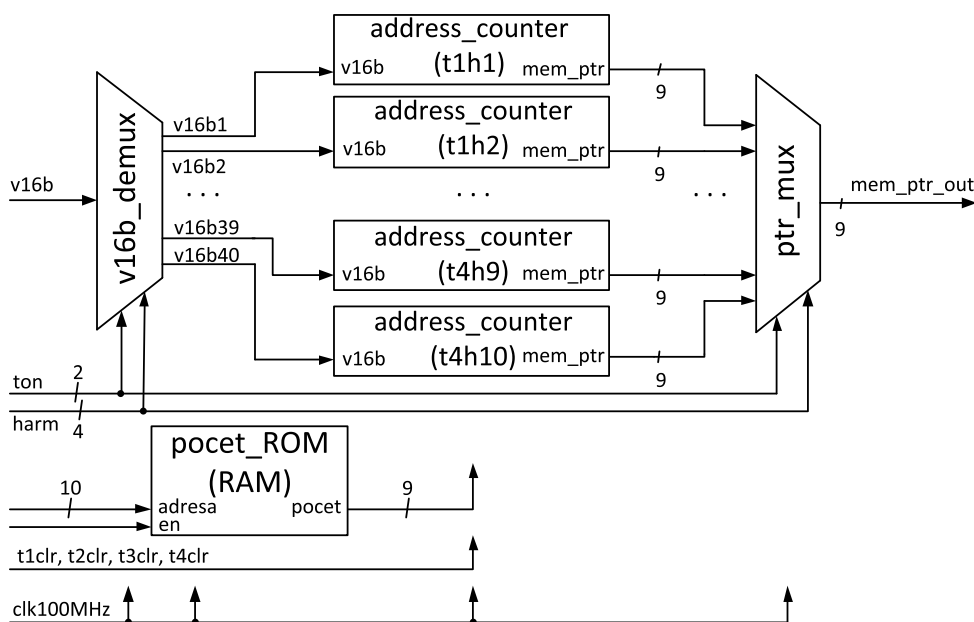 address_counter
(t1h1)
v16b
mem_ptr
9
address_counter
(t1h2)
v16b
mem_ptr
9
v16b
v16b_demux
v16b1
v16b2
. . .
. . .
. . .
v16b39
v16b40
address_counter
(t4h9)
v16b
mem_ptr
9
address_counter
(t4h10)
v16b
mem_ptr
9
ptr_mux
mem_ptr_out
9
ton
2
harm
4
pocet_ROM
(RAM)
10
adresa
pocet
9
en
t1clr, t2clr, t3clr, t4clr
clk100MHz